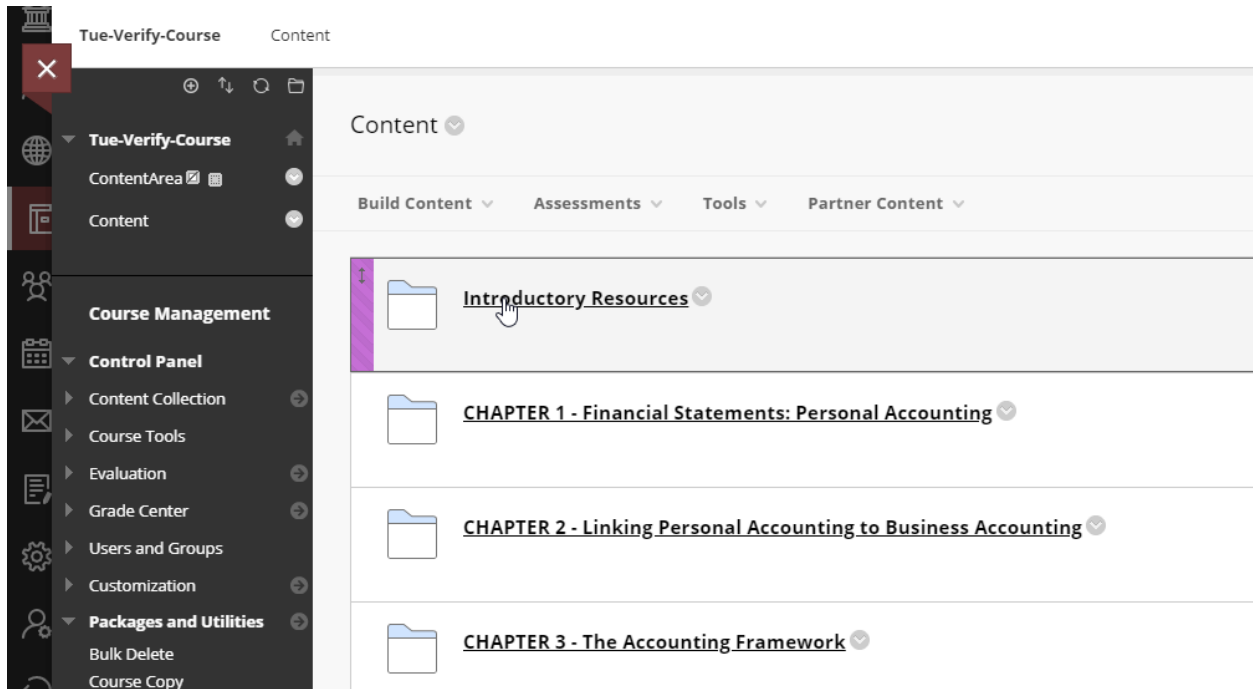 Tue-Verify-Course Content
Tue-Verify-Course
ContentArea
Content
Course Management
Control Panel
Content Collection
Course Tools
Evaluation
Grade Center
Users and Groups
Customization
Packages and Utilities
Bulk Delete
Course Copy
Content
Build Content Assessments Tools Partner Content
Introductory Resources
CHAPTER 1 - Financial Statements: Personal Accounting
CHAPTER 2 - Linking Personal Accounting to Business Accounting
CHAPTER 3 - The Accounting Framework